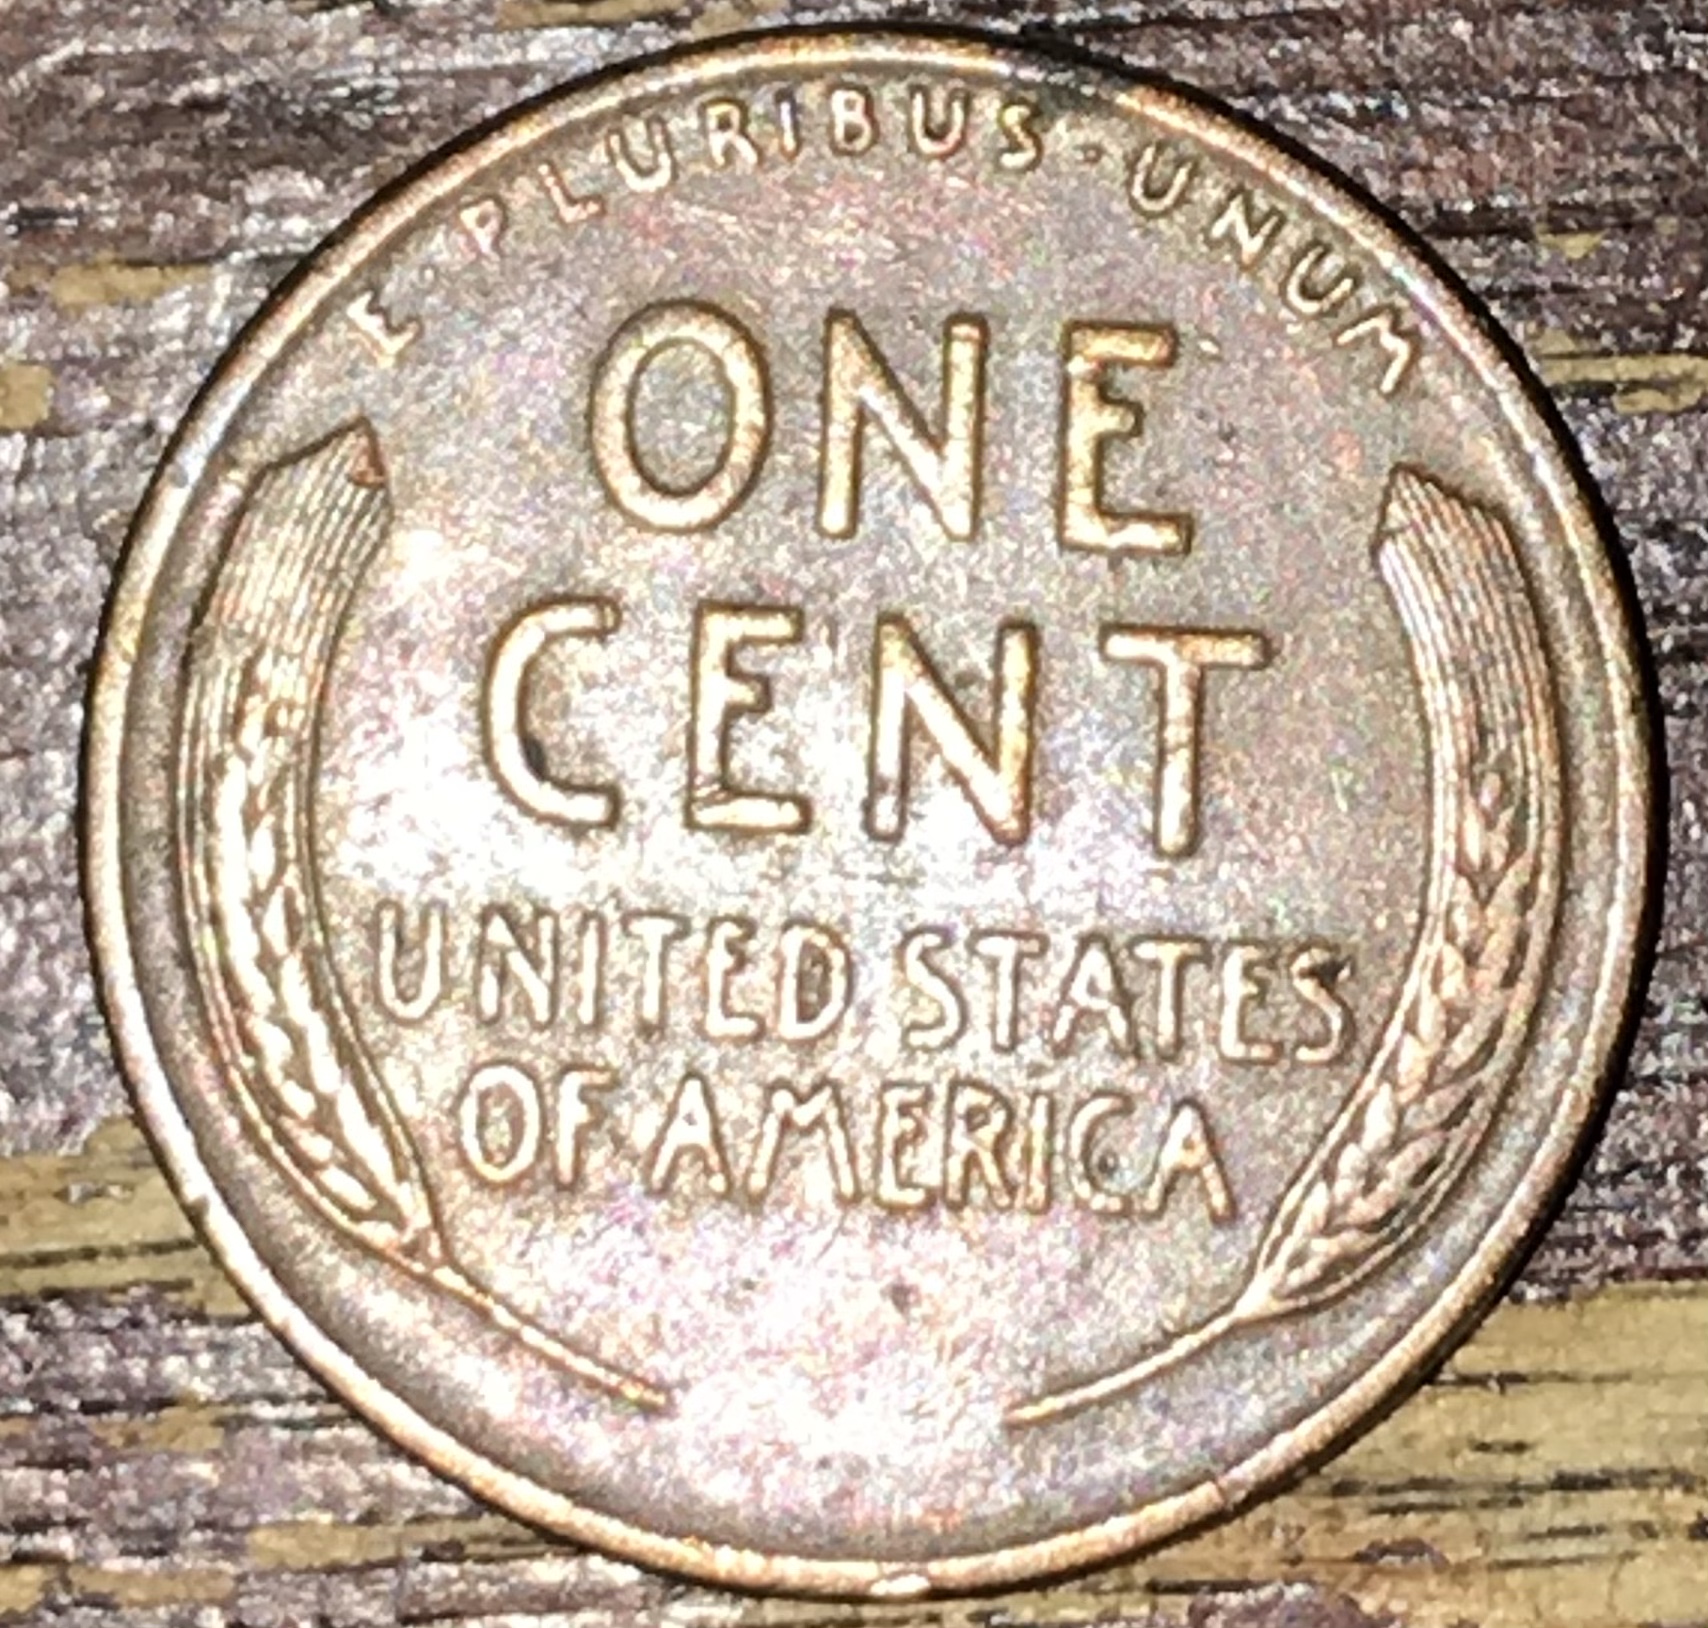 E·PLURIBUS·UNUM
ONE
CENT
UNITED STATES
OF AMERICA